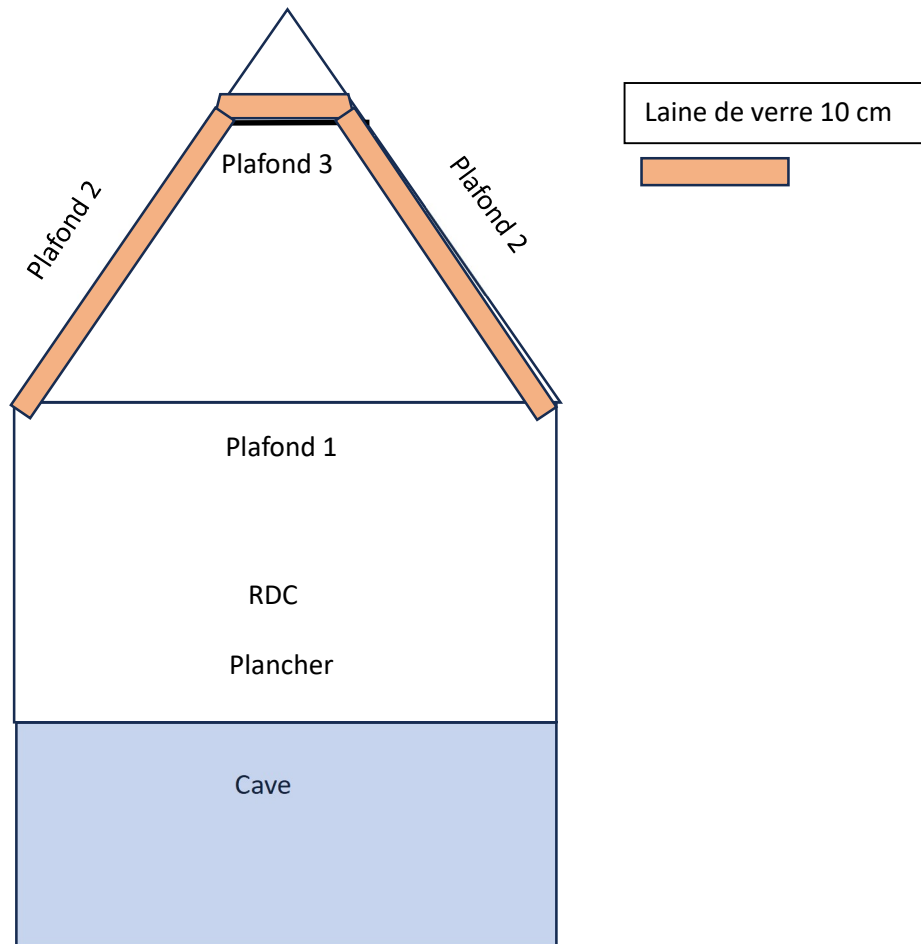 Laine de verre 10 cm
Plafond 3
Plafond 2
Plafond 2
Plafond 1
RDC
Plancher
Cave